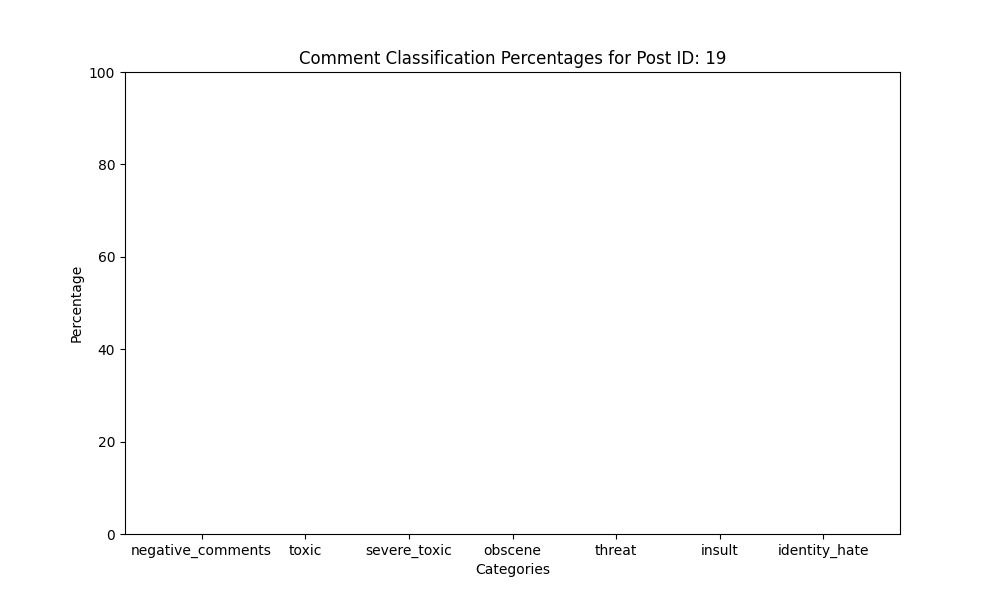 Comment Classification Percentages for Post ID: 19
100
80
60
40
20
0
Percentage
negative_comments toxic severe_toxic obscene threat insult identity_hate
Categories